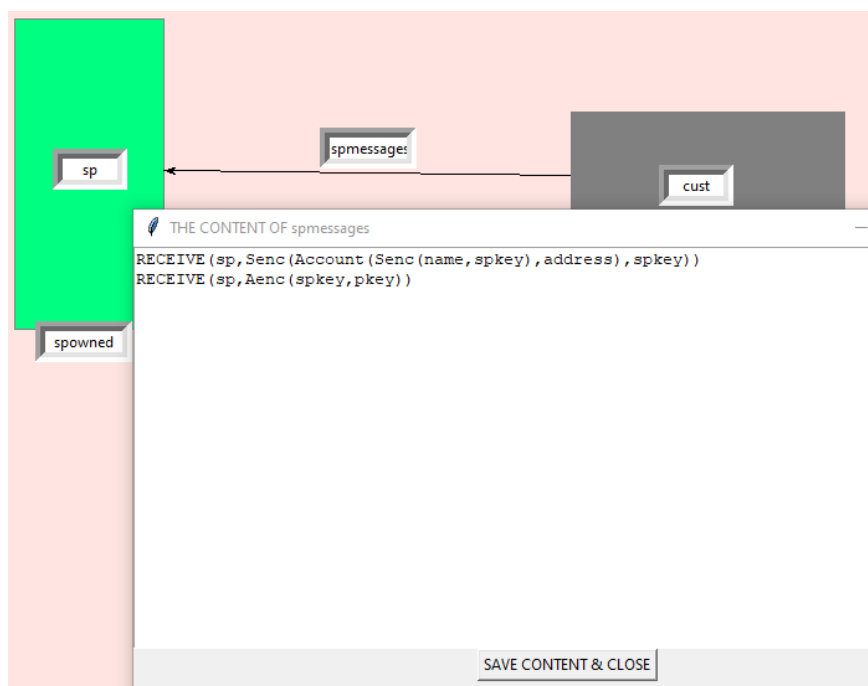 spmessages
sp
cust
THE CONTENT OF spmessages
RECEIVE(sp,Senc(Account(Senc(name,spkey),address),spkey))
RECEIVE(sp,Aenc(spkey,pkey))
spowned
SAVE CONTENT & CLOSE